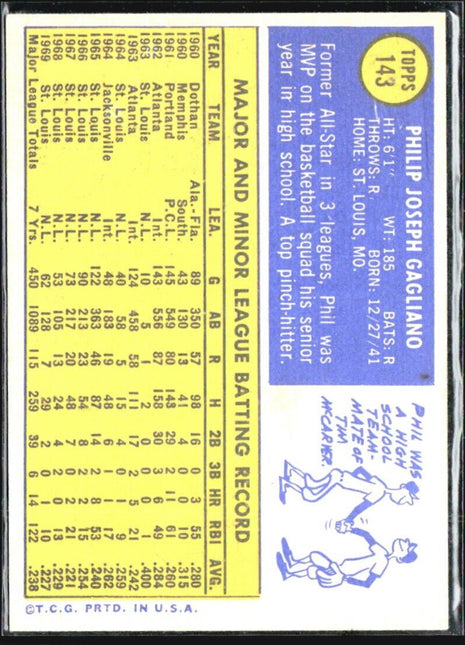 TOPPS
143
PHILIP JOSEPH GAGLIANO
HT: 6'1" WT: 185 BATS: R
THROWS: R BORN: 12/27/41
HOME: ST. LOUIS, MO.
Former All-Star in 3 leagues, Phil was
MVP on the basketball squad his senior
year in high school. A top pinch-hitter.
PHIL WAS
A HIGH
SCHOOL
TEAM-
MATE OF
TIM
McCARVER.
MAJOR AND MINOR LEAGUE BATTING RECORD
YEAR TEAM LEA. G AB R H 2B 3B HR RBI AVG.
1960 Dothan Ala.-Fla. 89 350 57 98 16 0 3 55 .280
1960 Memphis South. 43 130 13 41 4 .315
1961 Portland P.C.L. 145 549 80 143 29 2 11 61 .260
1962 Atlanta Int. 143 556 87 158 30 3 6 49 .284
1963 St. Louis N.L. 10 5 1 2 0 0 0 1 .400
1963 Atlanta Int. 124 458 58 111 17 2 5 21 .242
1964 St. Louis N.L. 40 58 5 15 4 0 1 9 .259
1964 Jacksonville Int. 48 183 19 48 6 1 1 17 .262
1965 St. Louis N.L. 122 363 46 87 14 2 8 53 .240
1966 St. Louis N.L. 213 23 54 8 2 2 15 .254
1967 St. Louis N.L. 73 217 20 48 7 0 2 21 .221
1968 St. Louis N.L. 53 105 13 24 4 2 0 13 .229
1969 St. Louis N.L. 62 128 7 29 2 0 1 10 .227
Major League Totals 7 Yrs. 450 1089 115 259 39 6 14 122 .238
©T.C.G. PRTD. IN U.S.A.